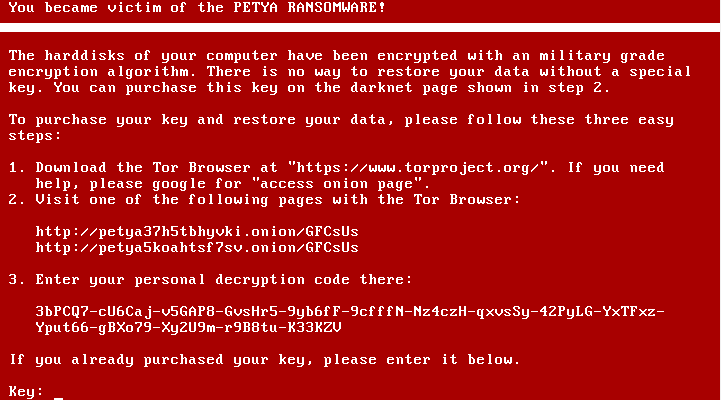 You became victim of the PETYA RANSOMWARE!
The harddisks of your computer have been encrypted with an military grade
encryption algorithm. There is no way to restore your data without a special
key. You can purchase this key on the darknet page shown in step 2.
To purchase your key and restore your data, please follow these three easy
steps:
1. Download the Tor Browser at "https://www.torproject.org/". If you need
help, please google for "access onion page".
2. Visit one of the following pages with the Tor Browser:
http://petya37h5tbhyvki.onion/GFCsUs
http://petya5koahtsf7sv.onion/GFCsUs
3. Enter your personal decryption code there:
3bPCQ7-cU6Caj-v5GAP8-GvsHr5-9yb6fF-9cfffN-Nz4czH-qxvsSy-42PyLG-YxTFxz-
Yput66-gBXo79-Xy2U9m-r9B8tu-K33KZV
If you already purchased your key, please enter it below.
Key: _